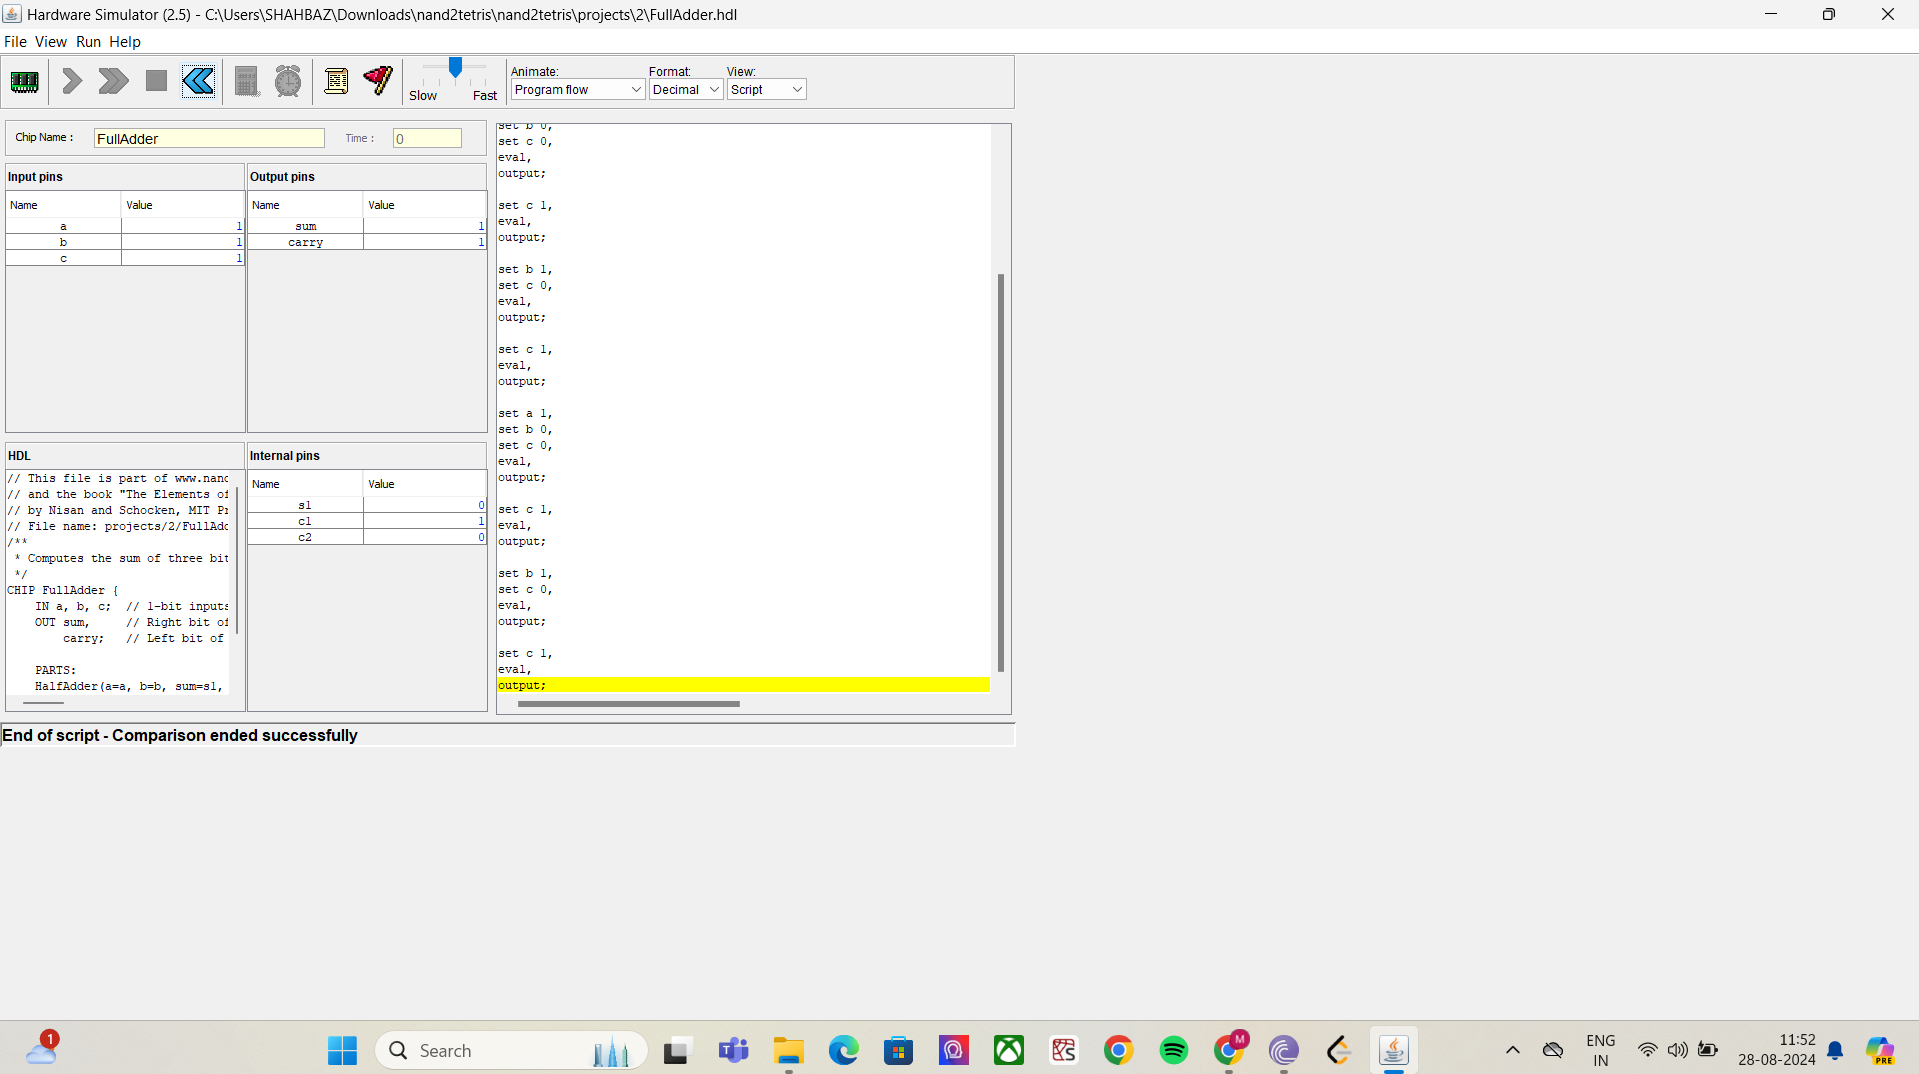 Hardware Simulator (2.5) - C:\Users\SHAHBAZ\Downloads\nand2tetris\nand2tetris\projects\2\FullAdder.hdl
File View Run Help
Slow Fast
Animate: Format: View:
Program flow Decimal Script
Chip Name : FullAdder Time : 0
Input pins
Name Value
a 1
b 1
c 1
Output pins
Name Value
sum 1
carry 1
HDL
// This file is part of www.nand
// and the book "The Elements of
// by Nisan and Schocken, MIT Pr
// File name: projects/2/FullAdd
/**
* Computes the sum of three bit
*/
CHIP FullAdder {
IN a, b, c; // 1-bit inputs
OUT sum, // Right bit of
carry; // Left bit of
PARTS:
HalfAdder(a=a, b=b, sum=s1,
Internal pins
Name Value
s1 0
c1 1
c2 0
set b 0,
set c 0,
eval,
output;
set c 1,
eval,
output;
set b 1,
set c 0,
eval,
output;
set c 1,
eval,
output;
set a 1,
set b 0,
set c 0,
eval,
output;
set c 1,
eval,
output;
set b 1,
set c 0,
eval,
output;
set c 1,
eval,
output;
End of script - Comparison ended successfully
1
Search
M
ENG
IN
11:52
28-08-2024
PRE